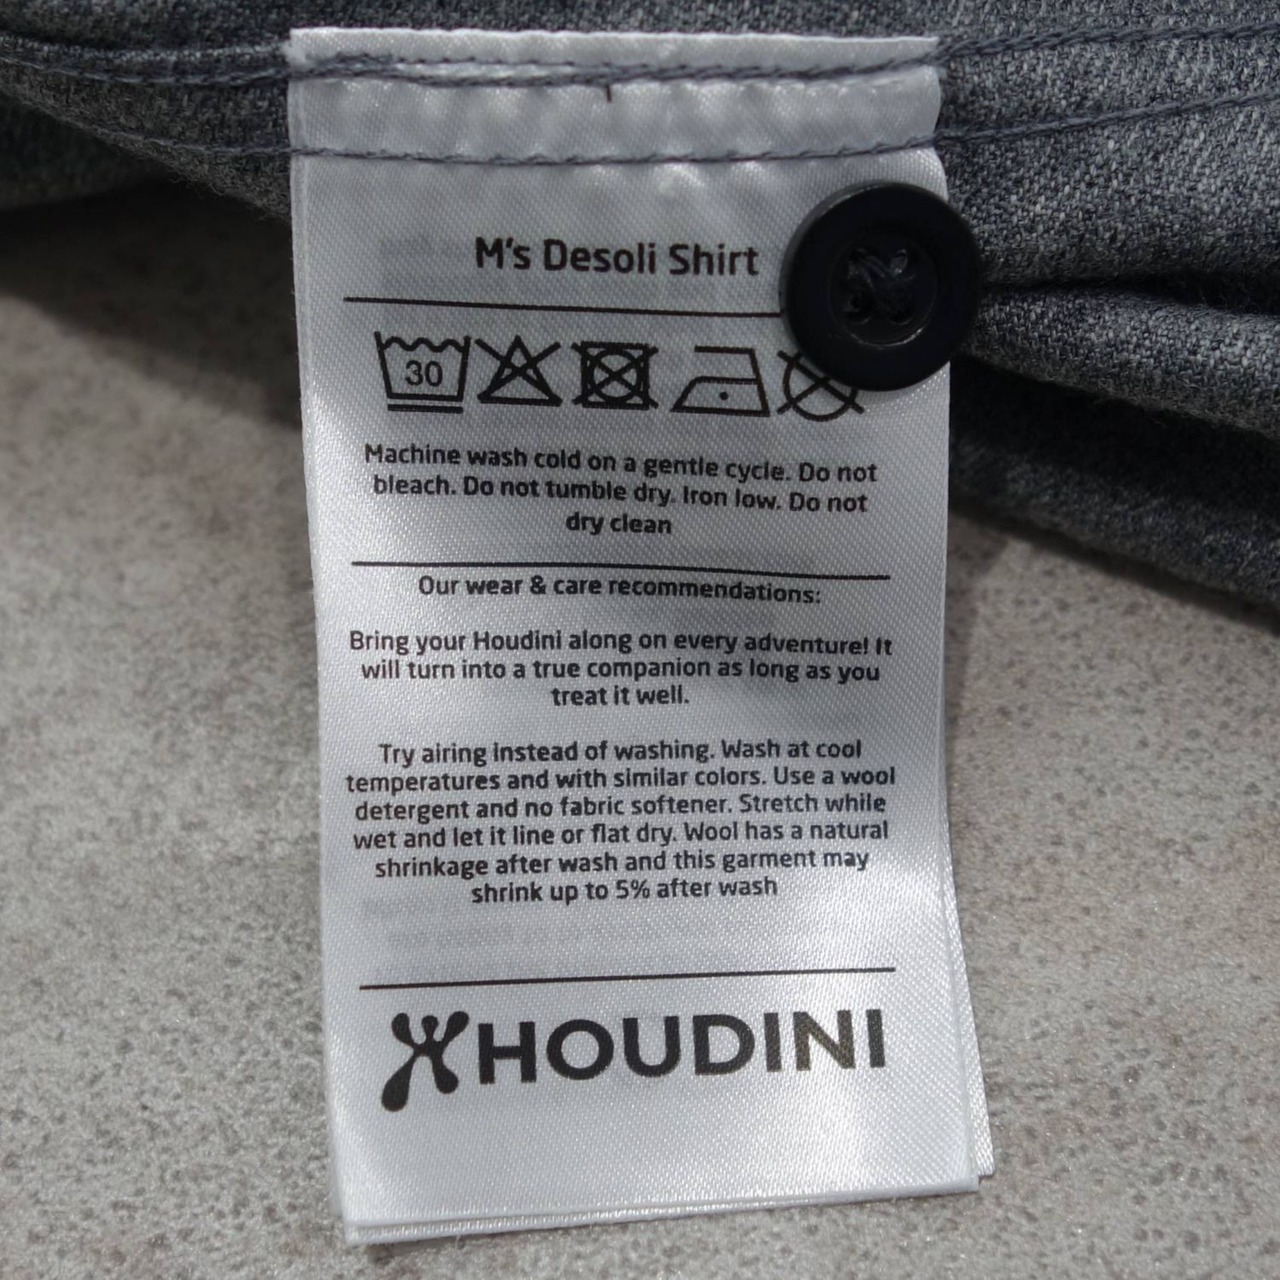 M's Desoli Shirt
30
Machine wash cold on a gentle cycle. Do not
bleach. Do not tumble dry. Iron low. Do not
dry clean
Our wear & care recommendations:
Bring your Houdini along on every adventure! It
will turn into a true companion as long as you
treat it well.
Try airing instead of washing. Wash at cool
temperatures and with similar colors. Use a wool
detergent and no fabric softener. Stretch while
wet and let it line or flat dry. Wool has a natural
shrinkage after wash and this garment may
shrink up to 5% after wash
HOUDINI